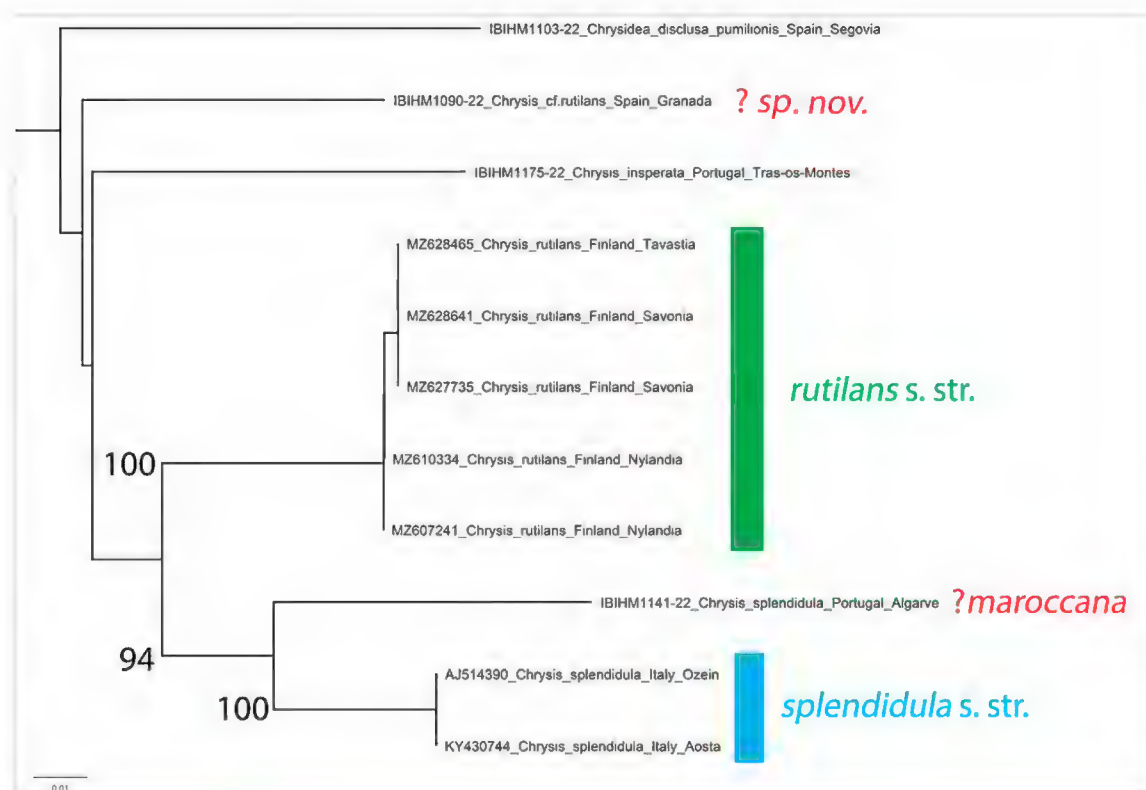 IBIHM1103-22_Chrysidea_disclusa_pumilionis_Spain_Segovia
IBIHM1090-22_Chrysis_cf.rutilans_Spain_Granada ? sp. nov.
IBIHM1175-22_Chrysis_insperata_Portugal_Tras-os-Montes
MZ628465_Chrysis_rutilans_Finland_Tavastia
MZ628641_Chrysis_rutilans_Finland_Savonia
MZ627735_Chrysis_rutilans_Finland_Savonia
rutilans s. str.
100 MZ610334_Chrysis_rutilans_Finland_Nylandia
MZ607241_Chrysis_rutilans_Finland_Nylandia
IBIHM1141-22_Chrysis_splendidula_Portugal_Algarve ? maroccana
94
AJ514390_Chrysis_splendidula_Italy_Ozein
100 splendidula s. str.
KY430744_Chrysis_splendidula_Italy_Aosta
0.01